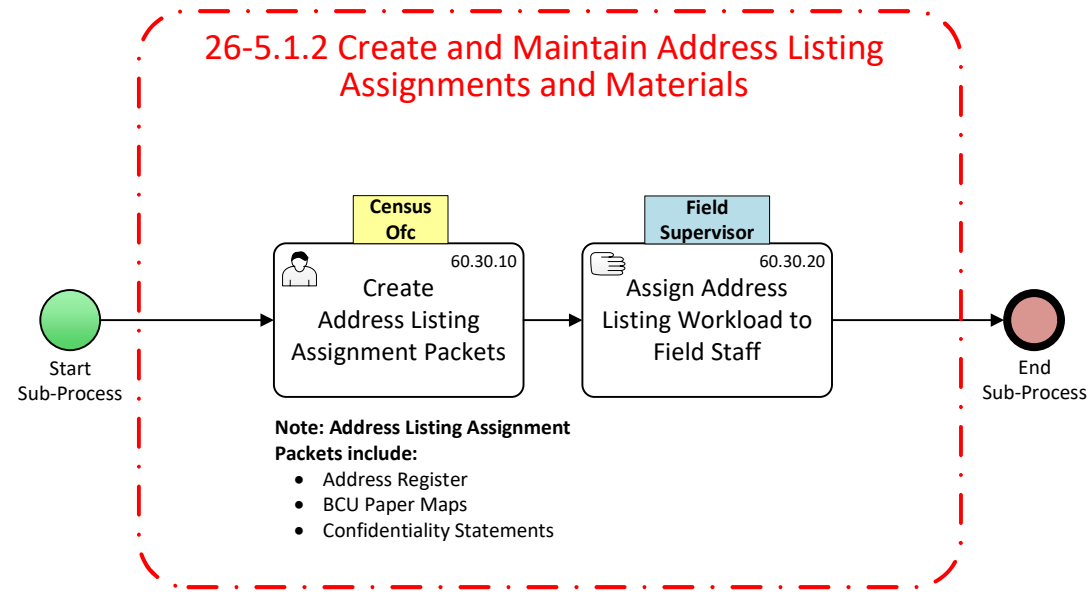 26-5.1.2 Create and Maintain Address Listing
Assignments and Materials
Census
Ofc
60.30.10
Create
Address Listing
Assignment Packets
Field
Supervisor
60.30.20
Assign Address
Listing Workload to
Field Staff
Start
Sub-Process
End
Sub-Process
Note: Address Listing Assignment
Packets include:
• Address Register
• BCU Paper Maps
• Confidentiality Statements